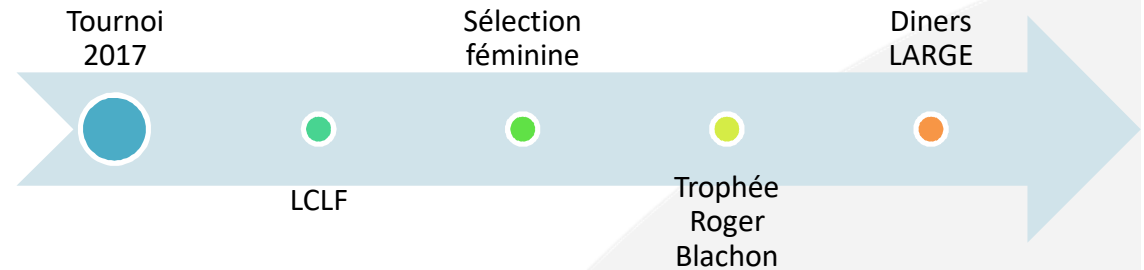 Tournoi
2017
LCLF
Sélection
féminine
Trophée
Roger
Blachon
Diners
LARGE